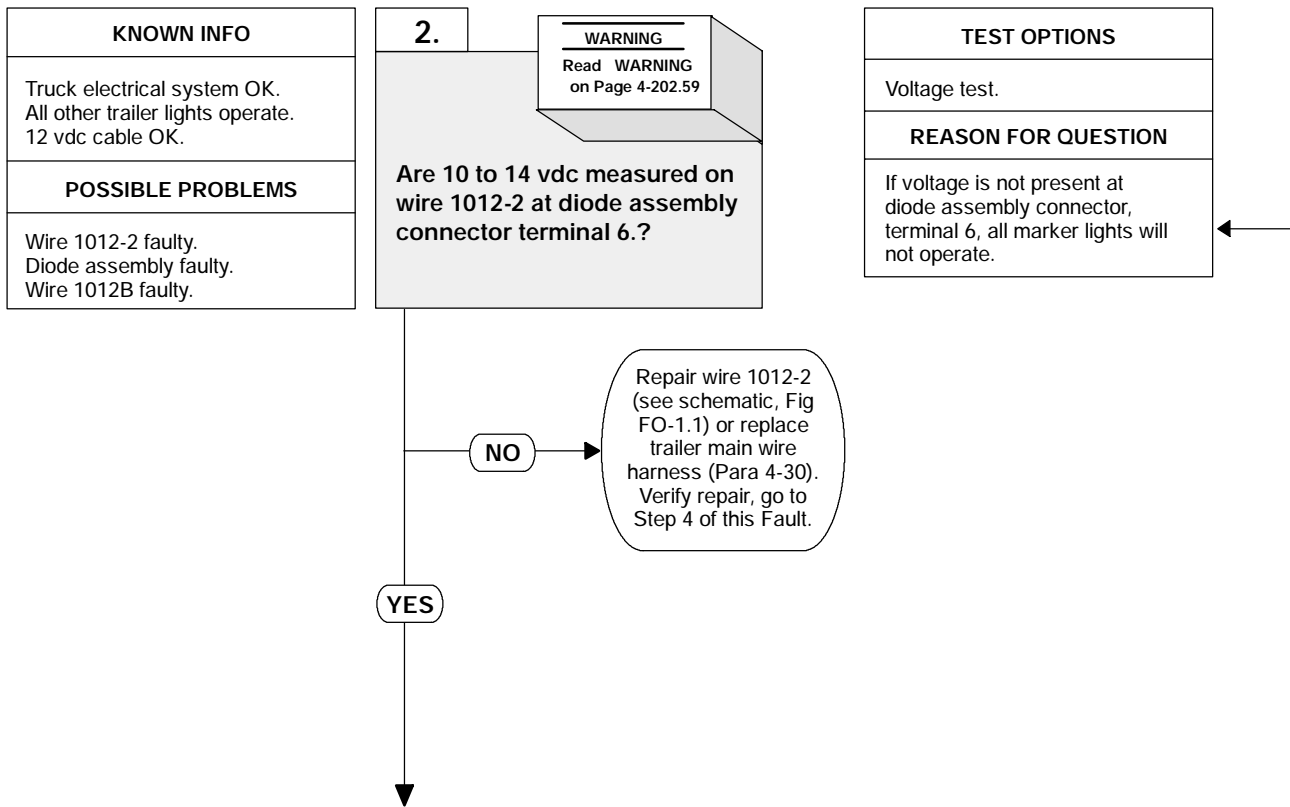 KNOWN INFO
Truck electrical system OK.
All other trailer lights operate.
12 vdc cable OK.
POSSIBLE PROBLEMS
Wire 1012-2 faulty.
Diode assembly faulty.
Wire 1012B faulty.
2.
WARNING
Read WARNING
on Page 4-202.59
Are 10 to 14 vdc measured on
wire 1012-2 at diode assembly
connector terminal 6.?
TEST OPTIONS
Voltage test.
REASON FOR QUESTION
If voltage is not present at
diode assembly connector,
terminal 6, all marker lights will
not operate.
NO
Repair wire 1012-2
(see schematic, Fig
FO-1.1) or replace
trailer main wire
harness (Para 4-30).
Verify repair, go to
Step 4 of this Fault.
YES